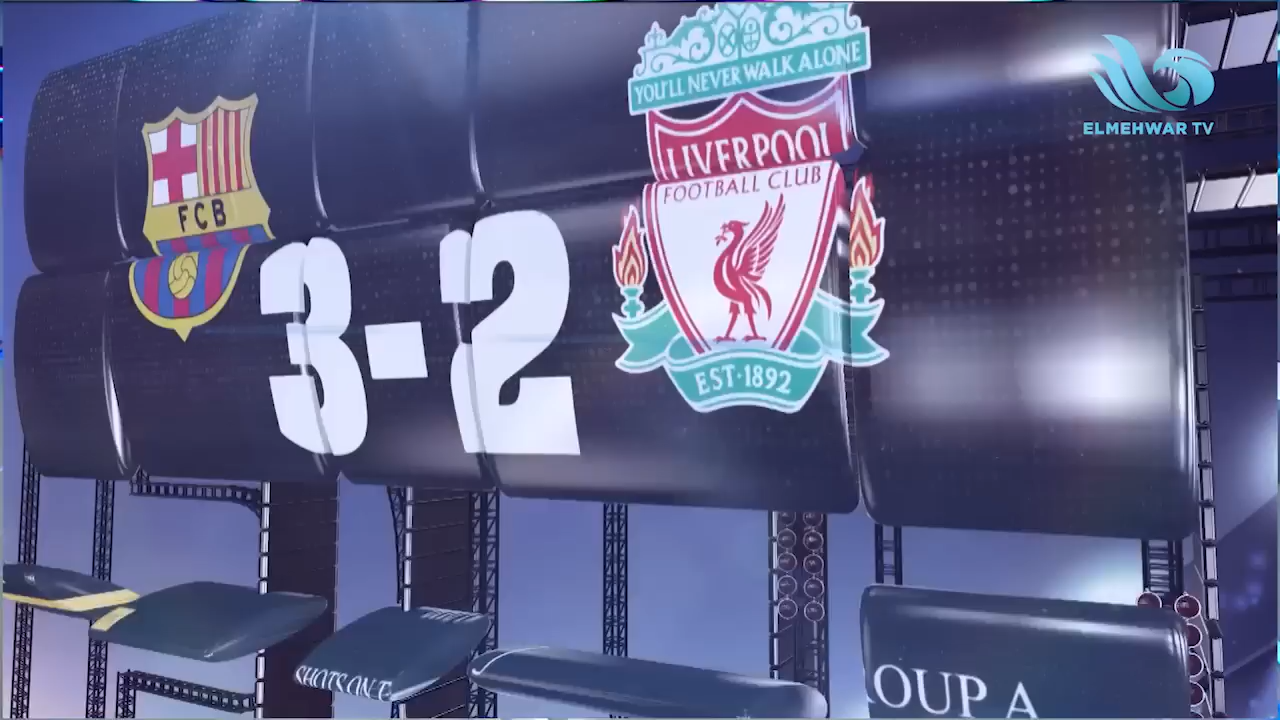 ELMEHWAR TV
YOU'LL NEVER WALK ALONE
LIVERPOOL
FOOTBALL CLUB
FCB
3-2
EST·1892
SHOTS ON T
OUP A